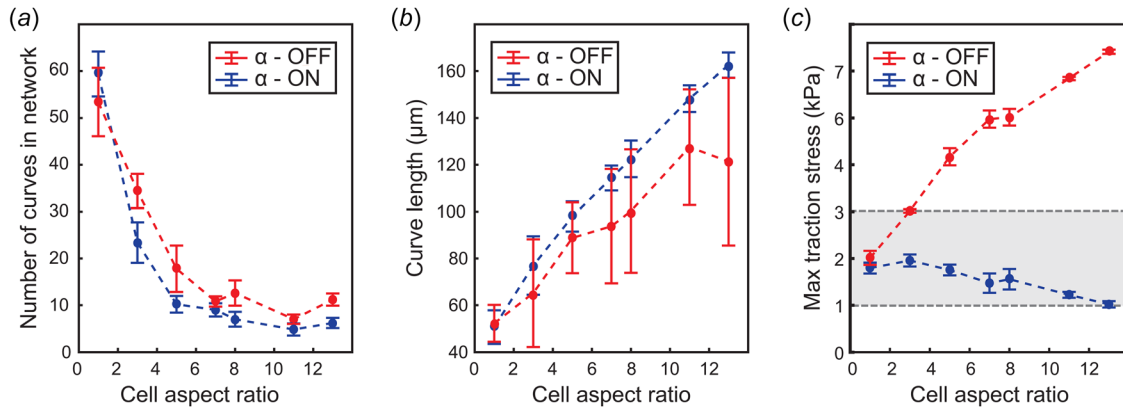 (a)
Number of curves in network
60
50
40
30
20
10
0
α - OFF
α - ON
0 2 4 6 8 10 12
Cell aspect ratio
(b)
Curve length (μm)
160
140
120
100
80
60
40
α - OFF
α - ON
0 2 4 6 8 10 12
Cell aspect ratio
(c)
Max traction stress (kPa)
7
6
3
2
1
0
α - OFF
α - ON
0 2 4 6 8 10 12
Cell aspect ratio